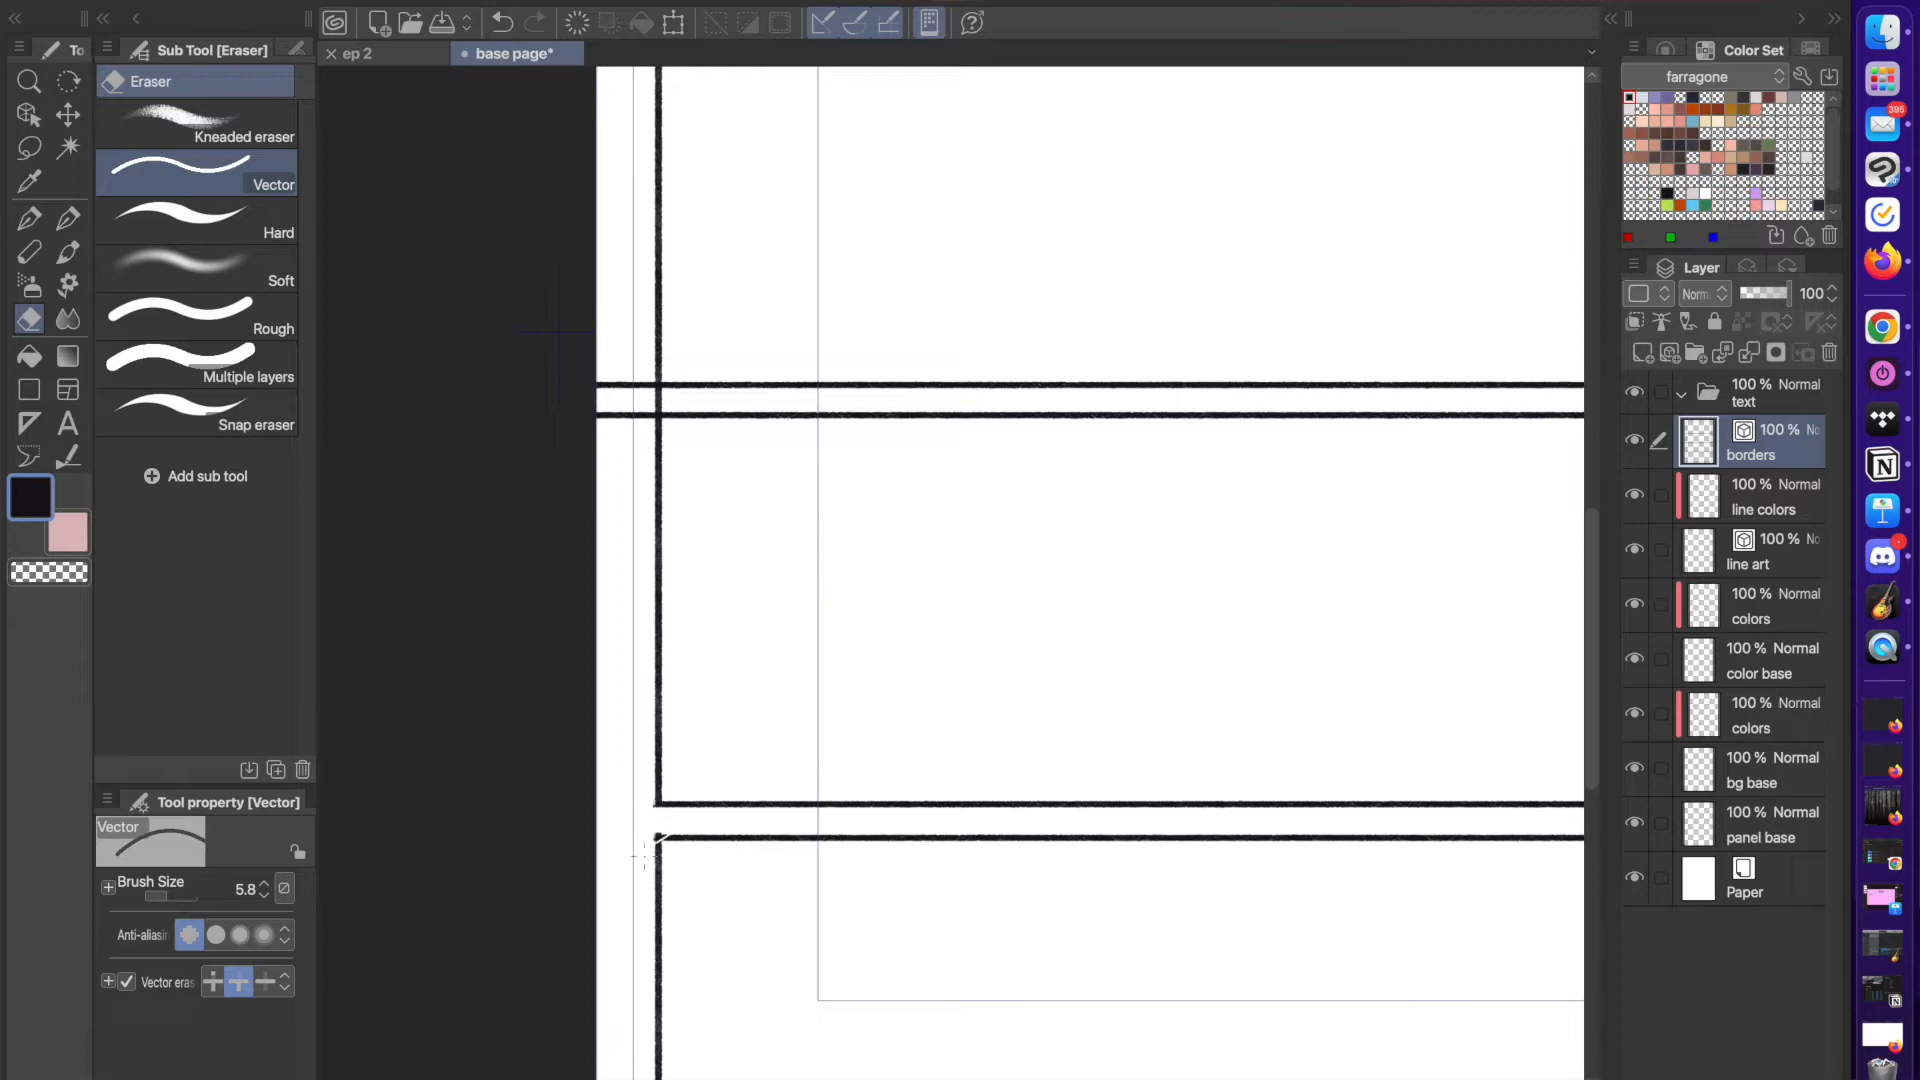 To
Sub Tool [Eraser]
Eraser
Kneaded eraser
Vector
Hard
Soft
Rough
Multiple layers
Snap eraser
Add sub tool
Tool property [Vector]
Vector
Brush Size
5.8
Anti-aliasin
Vector eras
ep 2
base page*
Color Set
farragone
Layer
Norm
100
100 % Normal
text
100 % No
borders
100 % Normal
line colors
100 % No
line art
100 % Normal
colors
100 % Normal
color base
100 % Normal
colors
100 % Normal
bg base
100 % Normal
panel base
Paper
395